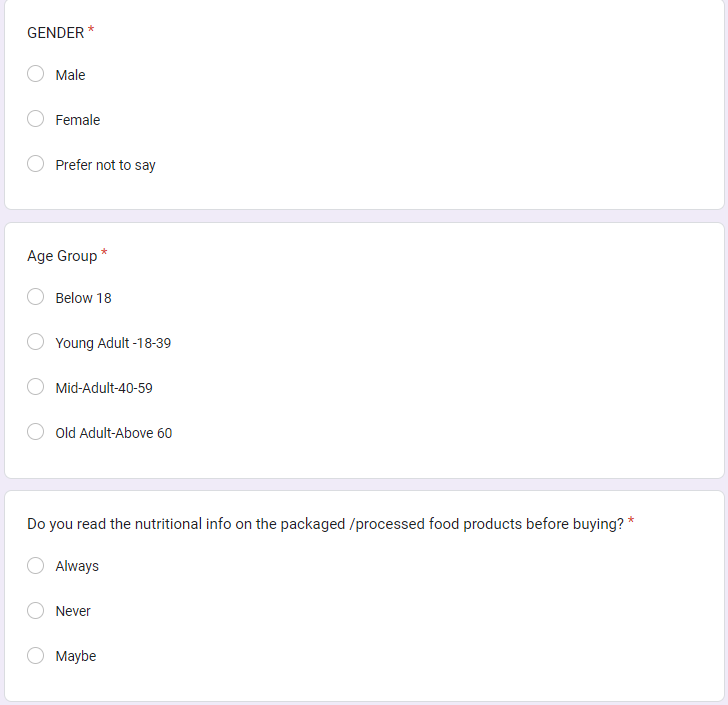 GENDER *
Male
Female
Prefer not to say
Age Group *
Below 18
Young Adult -18-39
Mid-Adult-40-59
Old Adult-Above 60
Do you read the nutritional info on the packaged /processed food products before buying? *
Always
Never
Maybe